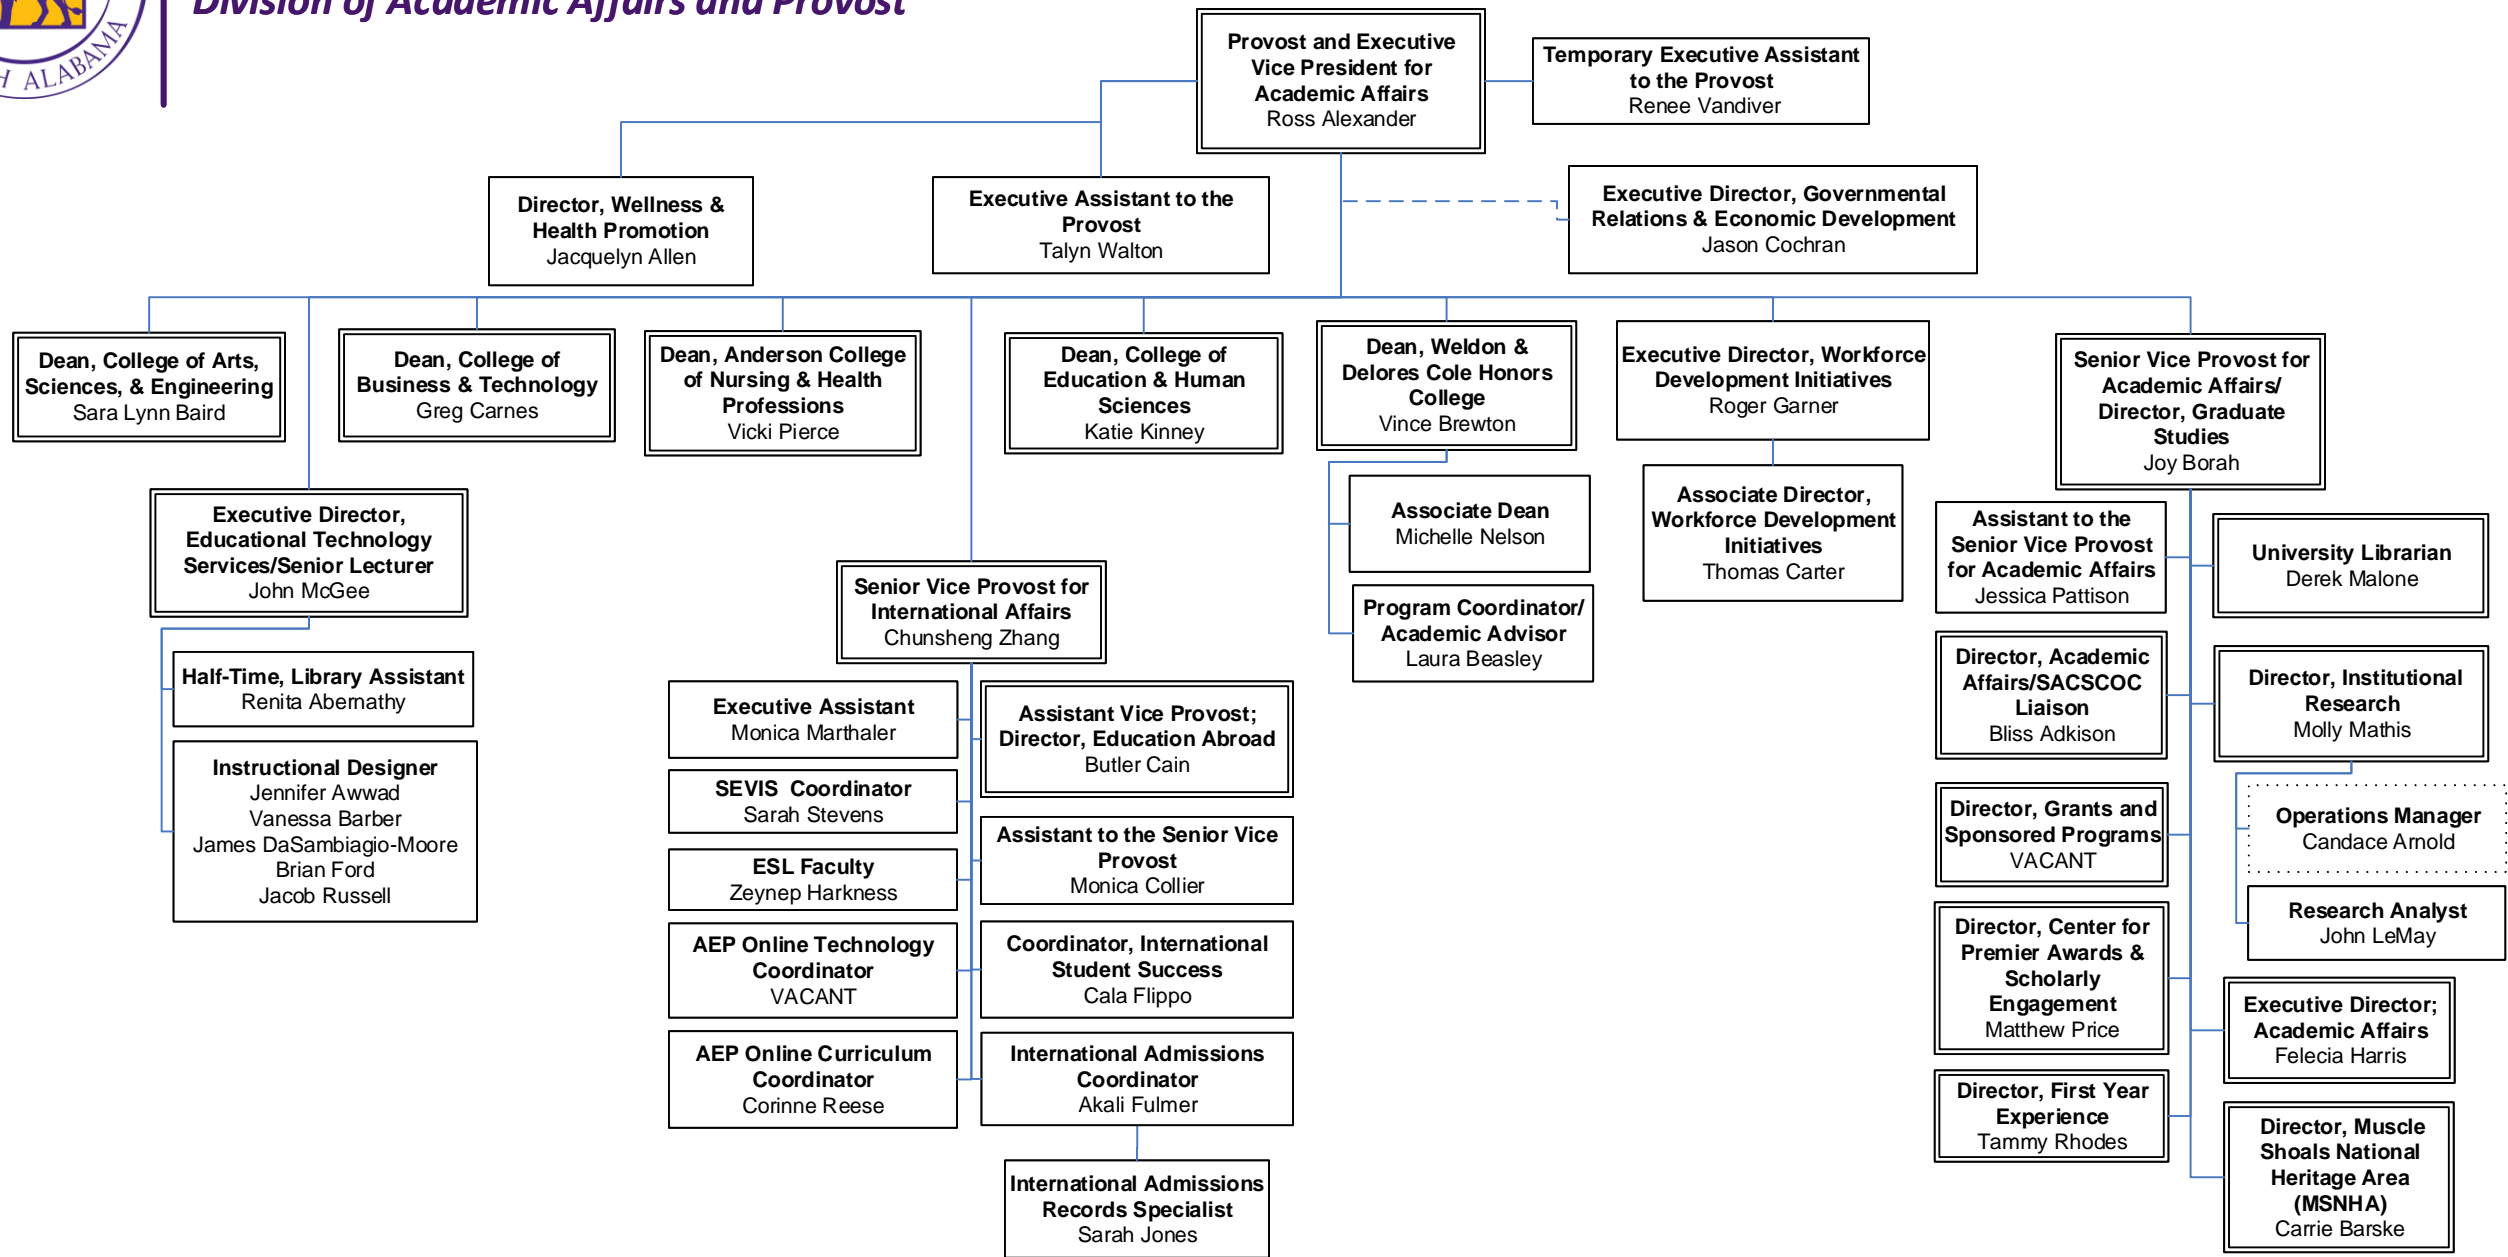 Division of Academic Affairs and Provost
H ALABAMA
Provost and Executive
Vice President for
Academic Affairs
Ross Alexander
Temporary Executive Assistant
to the Provost
Renee Vandiver
Director, Wellness &
Health Promotion
Jacquelyn Allen
Executive Assistant to the
Provost
Talyn Walton
Executive Director, Governmental
Relations & Economic Development
Jason Cochran
Dean, College of Arts,
Sciences, & Engineering
Sara Lynn Baird
Dean, College of
Business & Technology
Greg Carnes
Dean, Anderson College
of Nursing & Health
Professions
Vicki Pierce
Dean, College of
Education & Human
Sciences
Katie Kinney
Dean, Weldon &
Delores Cole Honors
College
Vince Brewton
Executive Director, Workforce
Development Initiatives
Roger Garner
Senior Vice Provost for
Academic Affairs/
Director, Graduate
Studies
Joy Borah
Executive Director,
Educational Technology
Services/Senior Lecturer
John McGee
Half-Time, Library Assistant
Renita Abernathy
Instructional Designer
Jennifer Awwad
Vanessa Barber
James DaSambiagio-Moore
Brian Ford
Jacob Russell
Senior Vice Provost for
International Affairs
Chunsheng Zhang
Executive Assistant
Monica Marthaler
SEVIS  Coordinator
Sarah Stevens
ESL Faculty
Zeynep Harkness
AEP Online Technology
Coordinator
VACANT
AEP Online Curriculum
Coordinator
Corinne Reese
Assistant Vice Provost;
Director, Education Abroad
Butler Cain
Assistant to the Senior Vice
Provost
Monica Collier
Coordinator, International
Student Success
Cala Flippo
International Admissions
Coordinator
Akali Fulmer
International Admissions
Records Specialist
Sarah Jones
Associate Dean
Michelle Nelson
Program Coordinator/
Academic Advisor
Laura Beasley
Associate Director,
Workforce Development
Initiatives
Thomas Carter
Assistant to the
Senior Vice Provost
for Academic Affairs
Jessica Pattison
Director, Academic
Affairs/SACSCOC
Liaison
Bliss Adkison
Director, Grants and
Sponsored Programs
VACANT
Director, Center for
Premier Awards &
Scholarly
Engagement
Matthew Price
Director, First Year
Experience
Tammy Rhodes
University Librarian
Derek Malone
Director, Institutional
Research
Molly Mathis
Operations Manager
Candace Arnold
Research Analyst
John LeMay
Executive Director;
Academic Affairs
Felecia Harris
Director, Muscle
Shoals National
Heritage Area
(MSNHA)
Carrie Barske